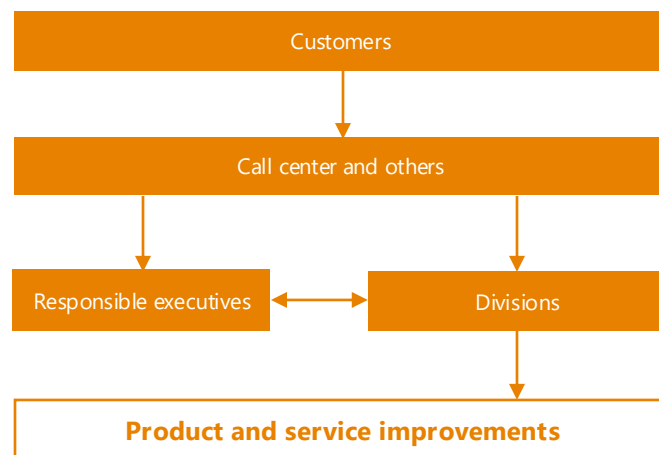 Customers
Call center and others
Responsible executives
Divisions
Product and service improvements